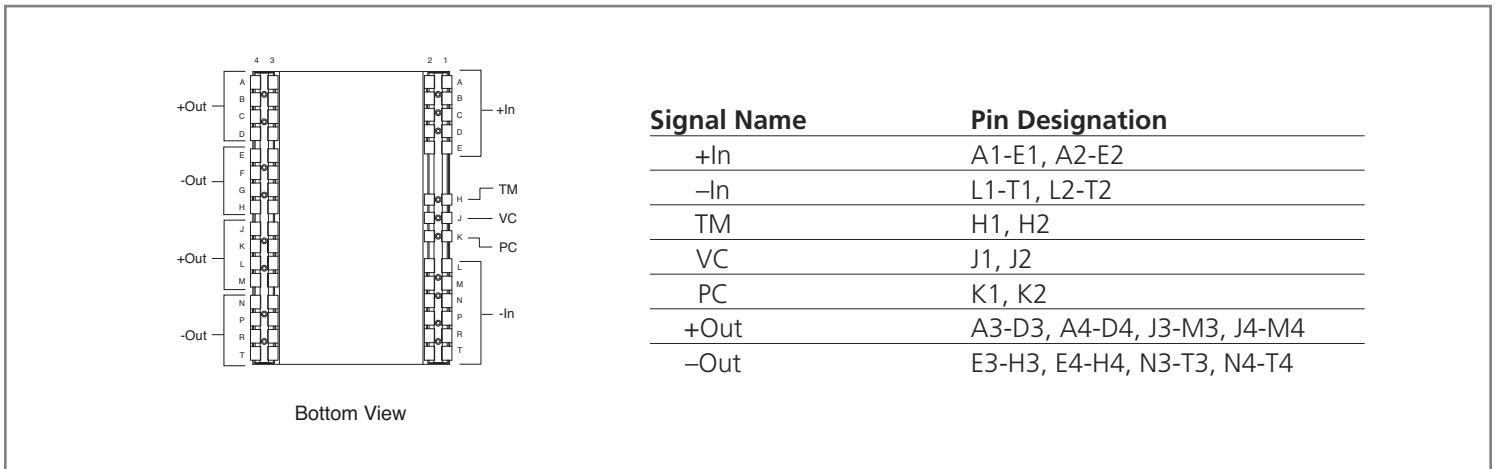 4 3 2 1
A A
B B
+Out +In
C C
D D
E E
F
-Out TM
G
H H
VC
J J
K K
PC
+Out
L L
M M
N N
P P
-Out -In
R R
T T
Bottom View
Signal Name Pin Designation
+In A1-E1, A2-E2
–In L1-T1, L2-T2
TM H1, H2
VC J1, J2
PC K1, K2
+Out A3-D3, A4-D4, J3-M3, J4-M4
–Out E3-H3, E4-H4, N3-T3, N4-T4